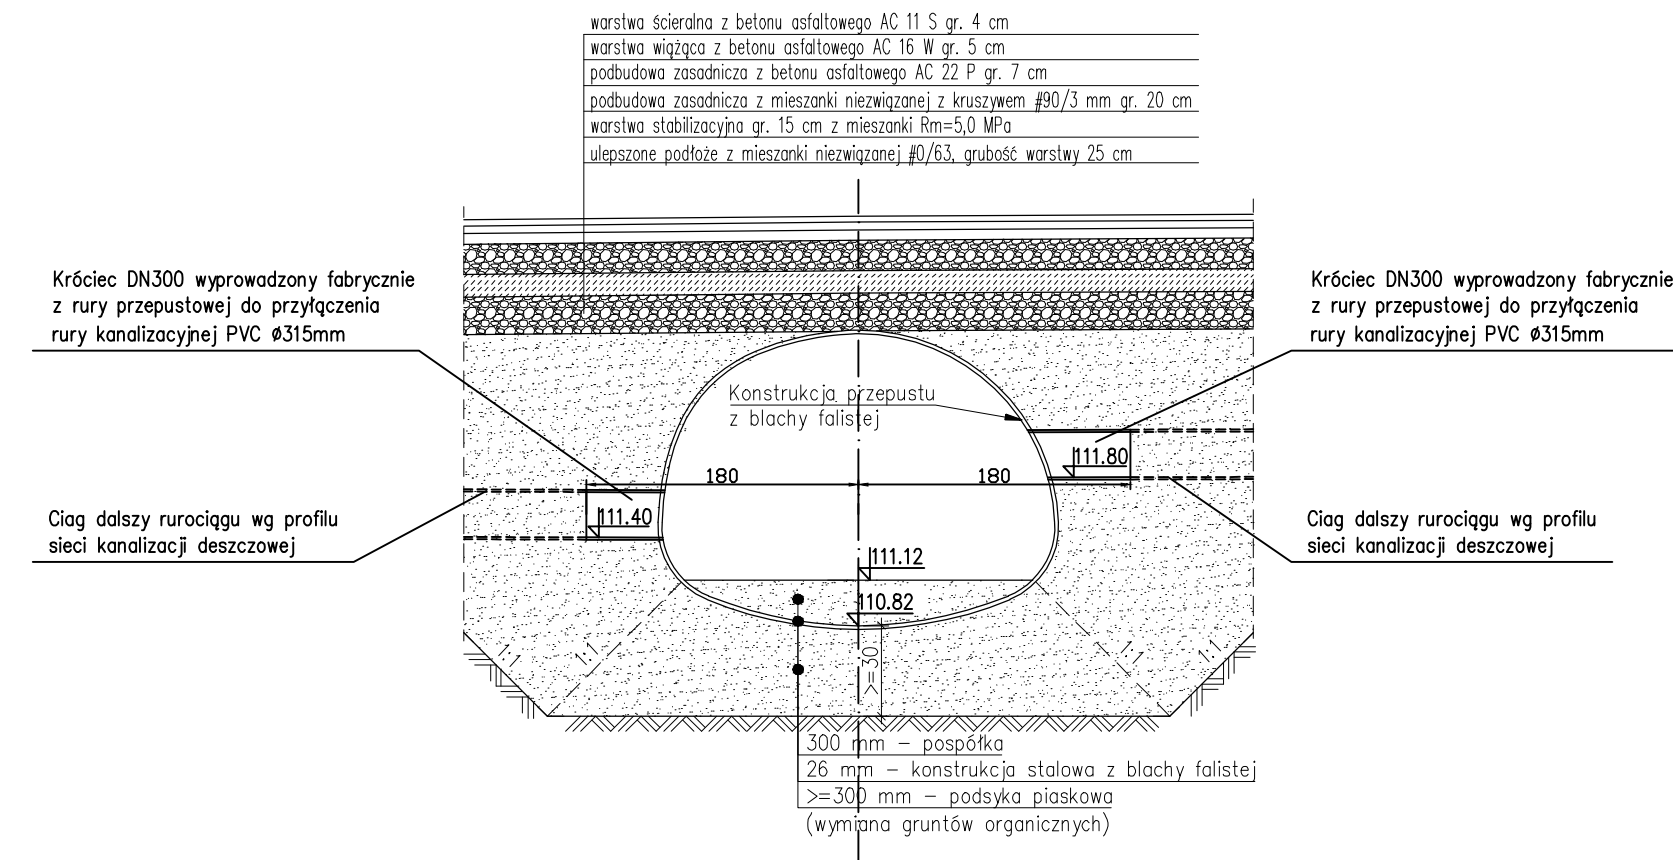 warstwa ścieralna z betonu asfaltowego AC 11 S gr. 4 cm
warstwa wiążąca z betonu asfaltowego AC 16 W gr. 5 cm
podbudowa zasadnicza z betonu asfaltowego AC 22 P gr. 7 cm
podbudowa zasadnicza z mieszanki niezwiązanej z kruszywem #90/3 mm gr. 20 cm
warstwa stabilizacyjna gr. 15 cm z mieszanki Rm=5,0 MPa
ulepszone podłoże z mieszanki niezwiązanej #0/63, grubość warstwy 25 cm
Króciec DN300 wyprowadzony fabrycznie
z rury przepustowej do przyłączenia
rury kanalizacyjnej PVC Ø315mm
Króciec DN300 wyprowadzony fabrycznie
z rury przepustowej do przyłączenia
rury kanalizacyjnej PVC Ø315mm
Konstrukcja przepustu
z blachy falistej
111.80
180
180
111.40
Ciag dalszy rurociągu wg profilu
sieci kanalizacji deszczowej
Ciag dalszy rurociągu wg profilu
sieci kanalizacji deszczowej
111.12
110.82
1:1
1:1
>=30
1:1
1:1
300 mm – pospółka
26 mm – konstrukcja stalowa z blachy falistej
>=300 mm – podsyka piaskowa
(wymiana gruntów organicznych)